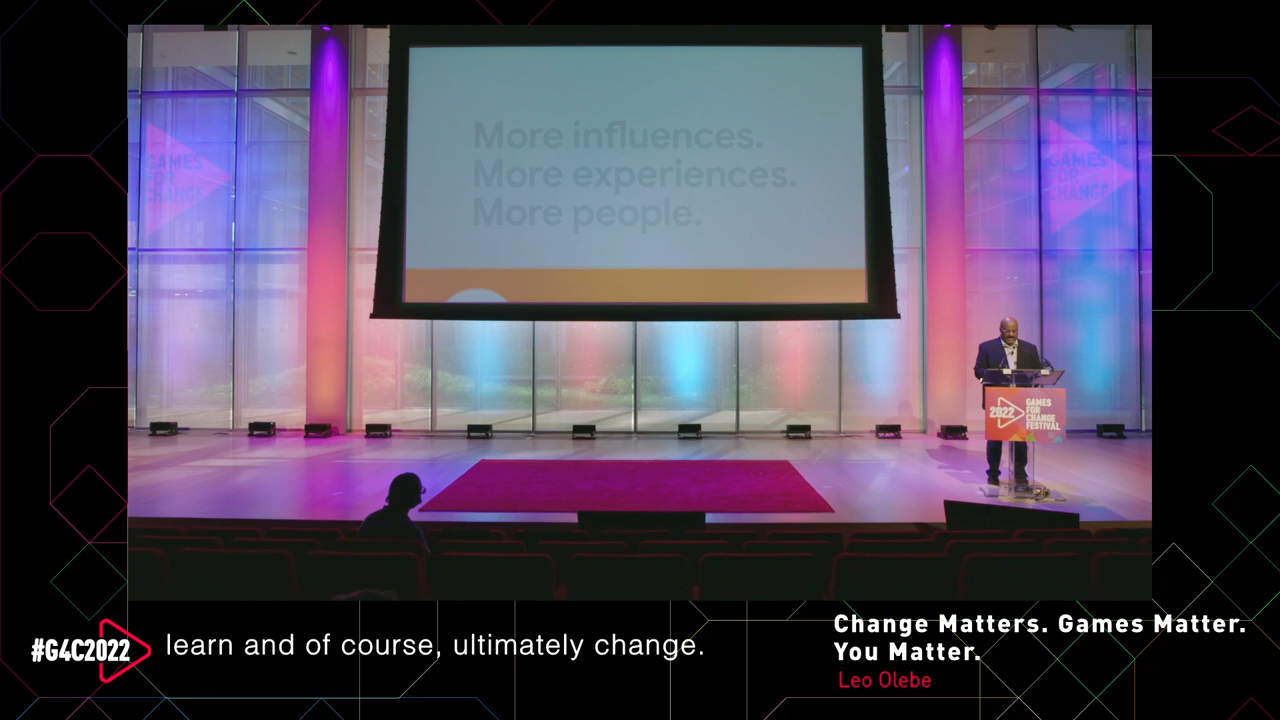 More influences.
More experiences.
More people.
GAMES
FOR
CHANGE
GAMES
FOR
CHANGE
2022
GAMES
FOR
CHANGE
FESTIVAL
#G4C2022
learn and of course, ultimately change.
Change Matters. Games Matter.
You Matter.
Leo Olebe